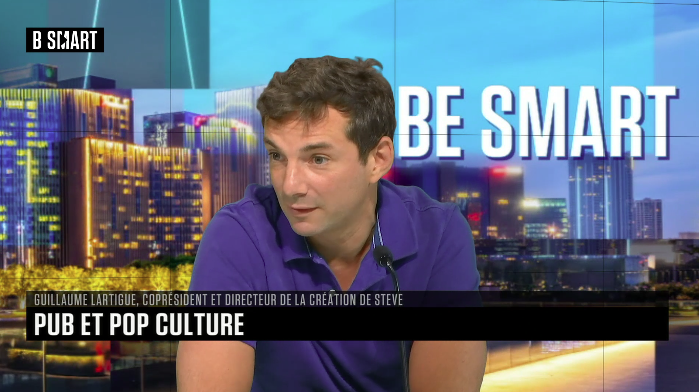 B SMART
BE SMART
GUILLAUME LARTIGUE, COPRÉSIDENT ET DIRECTEUR DE LA CRÉATION DE STEVE
PUB ET POP CULTURE